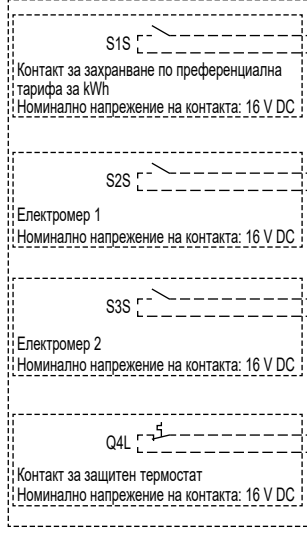 S1S
Контакт за захранване по преференциална
тарифа за kWh
Номинално напрежение на контакта: 16 V DC
S2S
Електромер 1
Номинално напрежение на контакта: 16 V DC
S3S
Електромер 2
Номинално напрежение на контакта: 16 V DC
Q4L
Контакт за защитен термостат
Номинално напрежение на контакта: 16 V DC